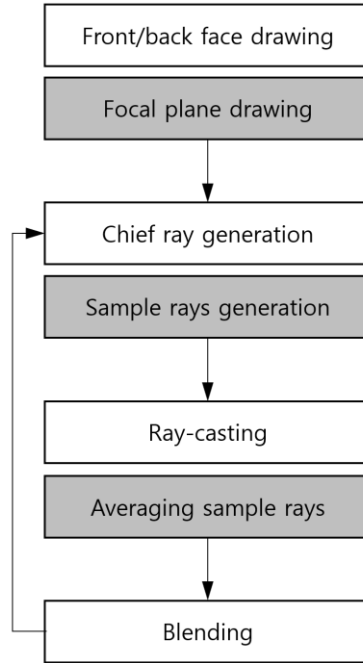 Front/back face drawing
Focal plane drawing
Chief ray generation
Sample rays generation
Ray-casting
Averaging sample rays
Blending